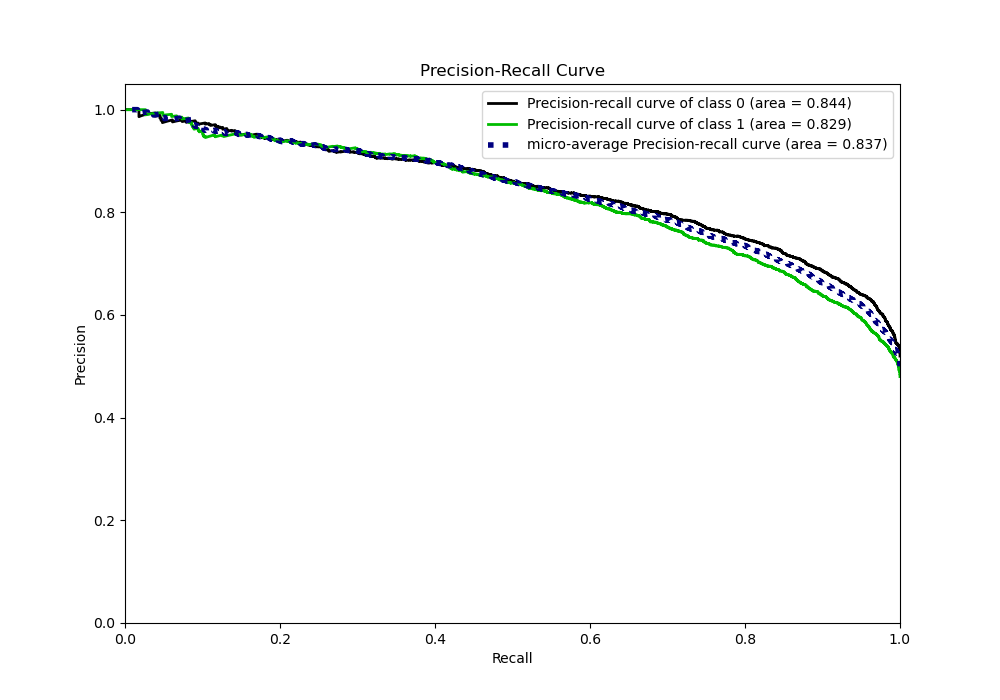 Precision-Recall Curve
Precision-recall curve of class 0 (area = 0.844)
Precision-recall curve of class 1 (area = 0.829)
micro-average Precision-recall curve (area = 0.837)
Precision
1.0
0.8
0.6
0.4
0.2
0.0
0.0 0.2 0.4 0.6 0.8 1.0
Recall